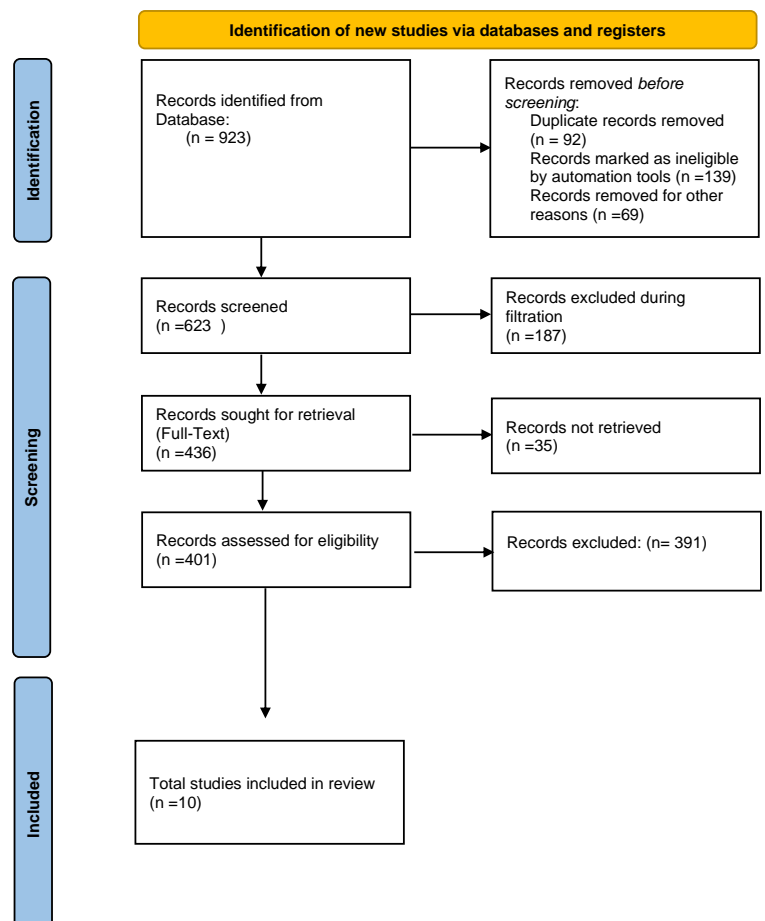 Identification of new studies via databases and registers
Identification
Records identified from
Database:
(n = 923)
Records removed before
screening:
Duplicate records removed
(n = 92)
Records marked as ineligible
by automation tools (n =139)
Records removed for other
reasons (n =69)
Screening
Records screened
(n =623  )
Records excluded during
filtration
(n =187)
Records sought for retrieval
(Full-Text)
(n =436)
Records not retrieved
(n =35)
Records assessed for eligibility
(n =401)
Records excluded: (n= 391)
Included
Total studies included in review
(n =10)